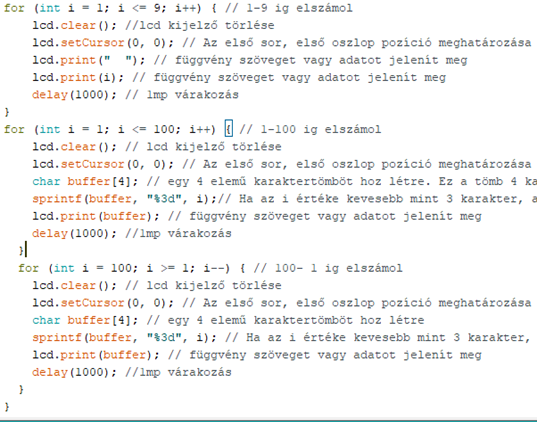 for (int i = 1; i <= 9; i++) { // 1-9 ig elszámol
lcd.clear(); //lcd kijelző törlése
lcd.setCursor(0, 0); // Az első sor, első oszlop pozíció meghatározása
lcd.print("  "); // függvény szöveget vagy adatot jelenít meg
lcd.print(i); // függvény szöveget vagy adatot jelenít meg
delay(1000); // 1mp várakozás
}
for (int i = 1; i <= 100; i++) { // 1-100 ig elszámol
lcd.clear(); // lcd kijelző törlése
lcd.setCursor(0, 0); // Az első sor, első oszlop pozíció meghatározása
char buffer[4]; // egy 4 elemű karaktertömböt hoz létre. Ez a tömb 4 ka
sprintf(buffer, "%3d", i);// Ha az i értéke kevesebb mint 3 karakter, a
lcd.print(buffer); // függvény szöveget vagy adatot jelenít meg
delay(1000); //1mp várakozás
}
for (int i = 100; i >= 1; i--) { // 100- 1 ig elszámol
lcd.clear(); // lcd kijelző törlése
lcd.setCursor(0, 0); // Az első sor, első oszlop pozíció meghatározása
char buffer[4]; // egy 4 elemű karaktertömböt hoz létre
sprintf(buffer, "%3d", i); // Ha az i értéke kevesebb mint 3 karakter,
lcd.print(buffer); // függvény szöveget vagy adatot jelenít meg
delay(1000); //1mp várakozás
}
}